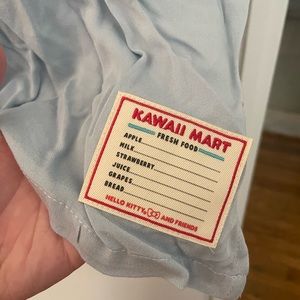 KAWAII MART
FRESH FOOD
APPLE
MILK
STRAWBERRY
JUICE
GRAPES
BREAD
HELLO KITTY AND FRIENDS